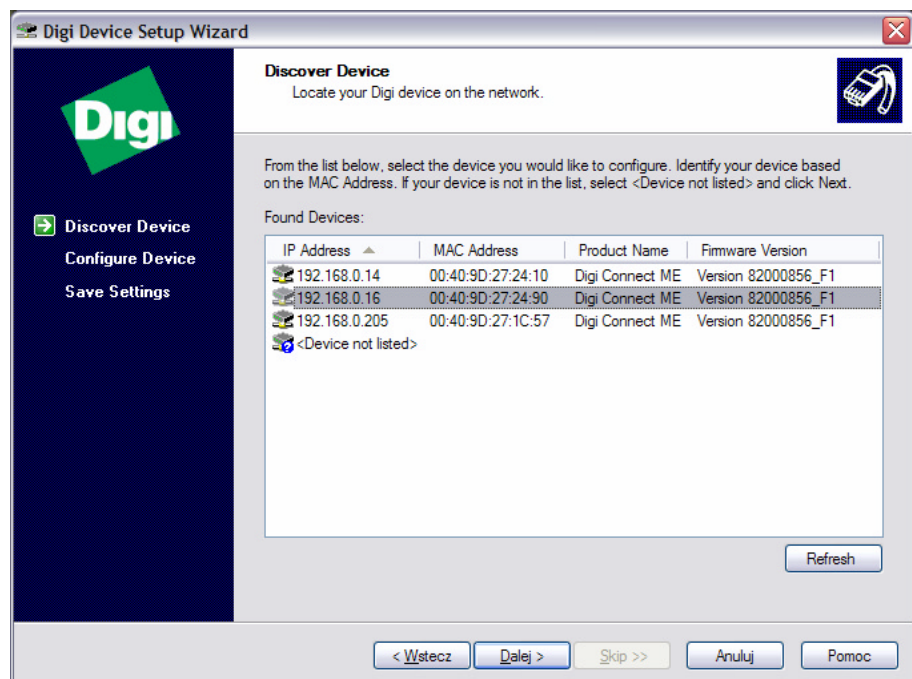 Digi Device Setup Wizard
Digi
Discover Device
Configure Device
Save Settings
Discover Device
Locate your Digi device on the network.
From the list below, select the device you would like to configure. Identify your device based
on the MAC Address. If your device is not in the list, select <Device not listed> and click Next.
Found Devices:
IP Address MAC Address Product Name Firmware Version
192.168.0.14 00:40:9D:27:24:10 Digi Connect ME Version 82000856_F1
192.168.0.16 00:40:9D:27:24:90 Digi Connect ME Version 82000856_F1
192.168.0.205 00:40:9D:27:1C:57 Digi Connect ME Version 82000856_F1
<Device not listed>
Refresh
< Wstecz Dalej > Skip >> Anuluj Pomoc